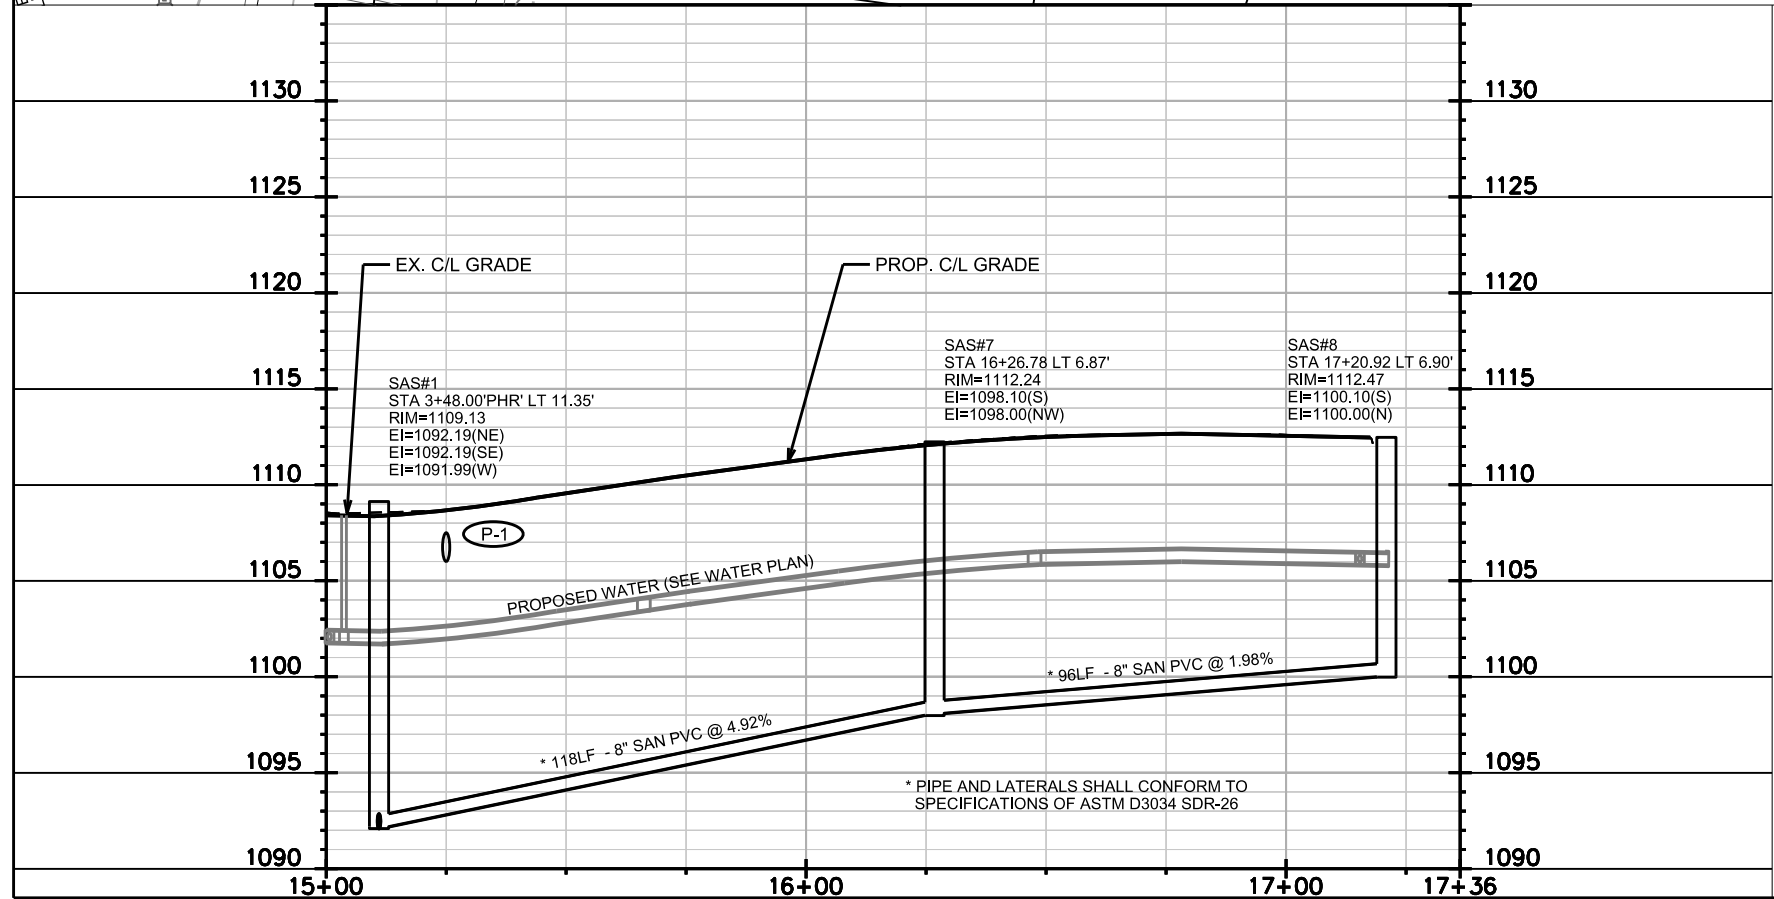 1130
1130
1125
1125
EX. C/L GRADE
PROP. C/L GRADE
1120
1120
SAS#7
STA 16+26.78 LT 6.87'
RIM=1112.24
EI=1098.10(S)
EI=1098.00(NW)
SAS#8
STA 17+20.92 LT 6.90'
RIM=1112.47
EI=1100.10(S)
EI=1100.00(N)
1115
1115
SAS#1
STA 3+48.00'PHR' LT 11.35'
RIM=1109.13
EI=1092.19(NE)
EI=1092.19(SE)
EI=1091.99(W)
1110
1110
P-1
PROPOSED WATER (SEE WATER PLAN)
1105
1105
* 96LF - 8" SAN PVC @ 1.98%
1100
1100
* 118LF - 8" SAN PVC @ 4.92%
1095
1095
* PIPE AND LATERALS SHALL CONFORM TO
SPECIFICATIONS OF ASTM D3034 SDR-26
1090
1090
15+00
16+00
17+00
17+36